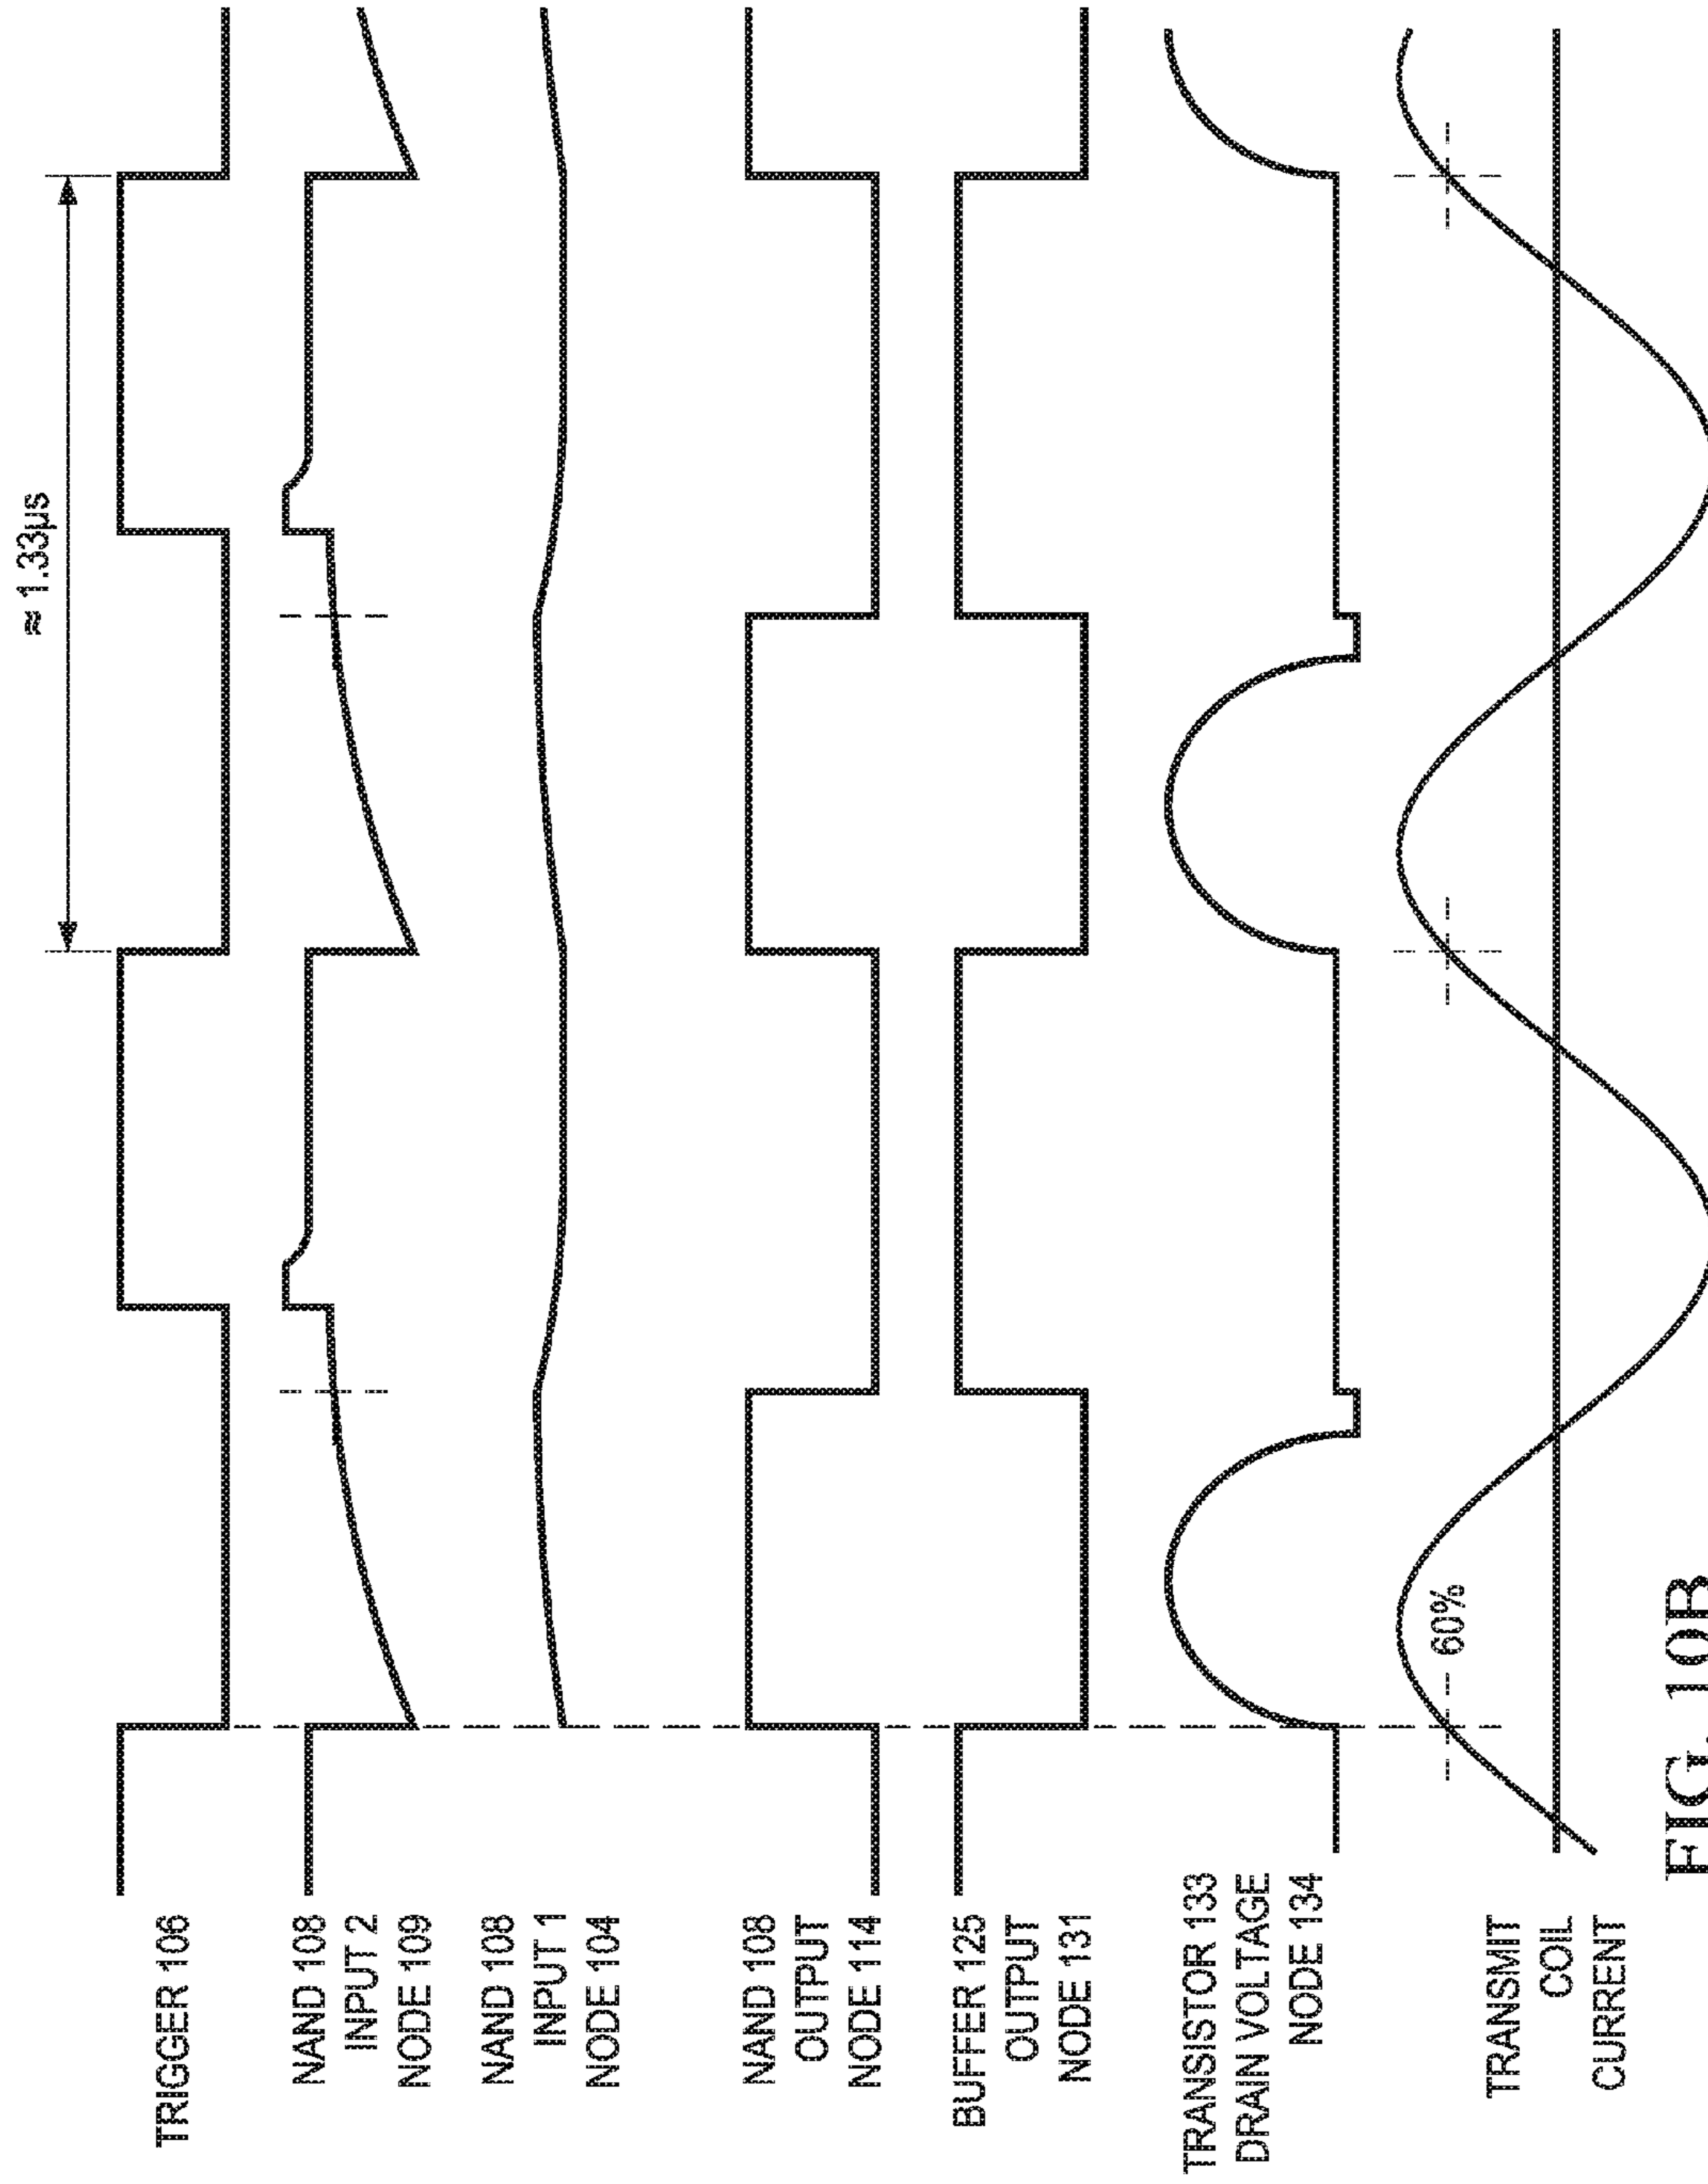 ≈ 1.33µs
TRIGGER 106
NAND 108
INPUT 2
NODE 109
NAND 108
INPUT 1
NODE 104
NAND 108
OUTPUT
NODE 114
BUFFER 125
OUTPUT
NODE 131
TRANSISTOR 133
DRAIN VOLTAGE
NODE 134
60%
TRANSMIT
COIL
CURRENT
FIG. 10B